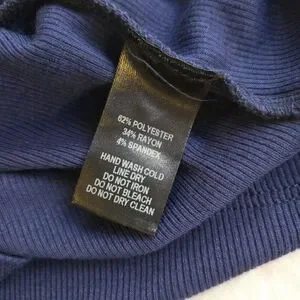 62% POLYESTER
34% RAYON
4% SPANDEX
HAND WASH COLD
LINE DRY
DO NOT IRON
DO NOT BLEACH
DO NOT DRY CLEAN